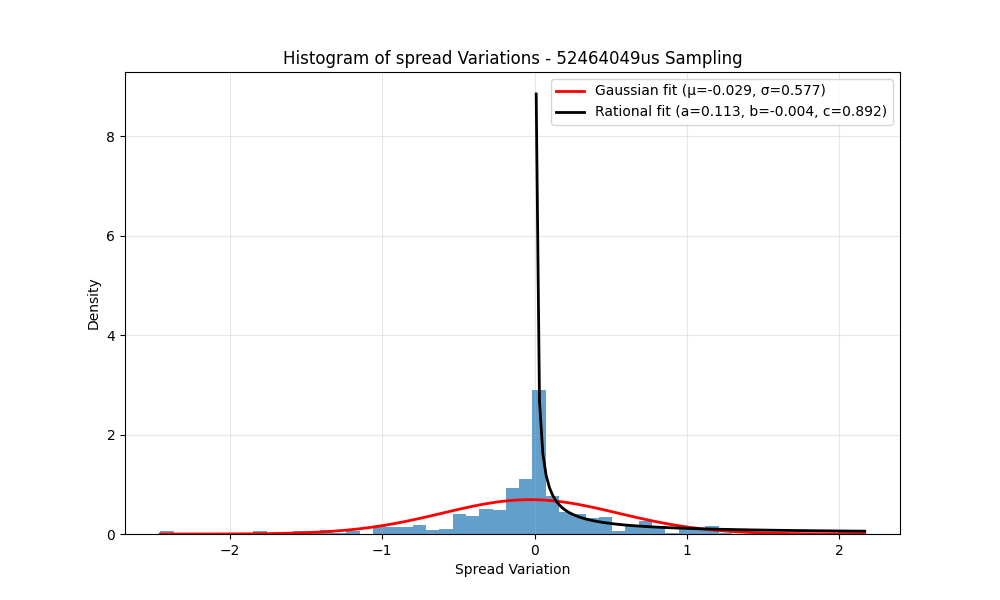 Histogram of spread Variations - 52464049us Sampling
Gaussian fit (μ=-0.029, σ=0.577)
Rational fit (a=0.113, b=-0.004, c=0.892)
8
6
4
2
0
Density
−2 −1 0 1 2
Spread Variation